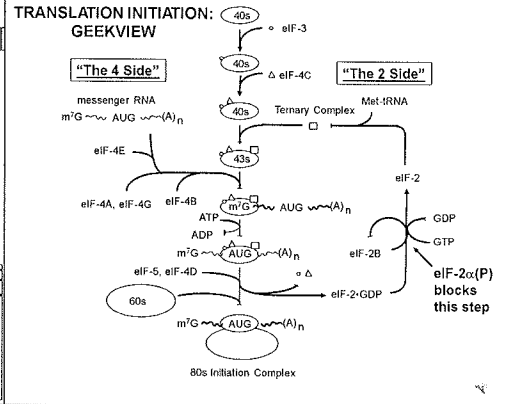 TRANSLATION INITIATION:
GEEKVIEW
40s
eIF-3
"The 4 Side"
40s
eIF-4C
"The 2 Side"
messenger RNA
m⁷G AUG (A)n
40s
Ternary Complex
Met-tRNA
eIF-4E
43s
eIF-2
eIF-4A, eIF-4G
eIF-4B
m⁷G AUG (A)n
ATP
ADP
GDP
GTP
eIF-2B
m⁷G AUG (A)n
eIF-5, eIF-4D
eIF-2α(P)
blocks
this step
60s
eIF-2·GDP
m⁷G AUG (A)n
80s Initiation Complex